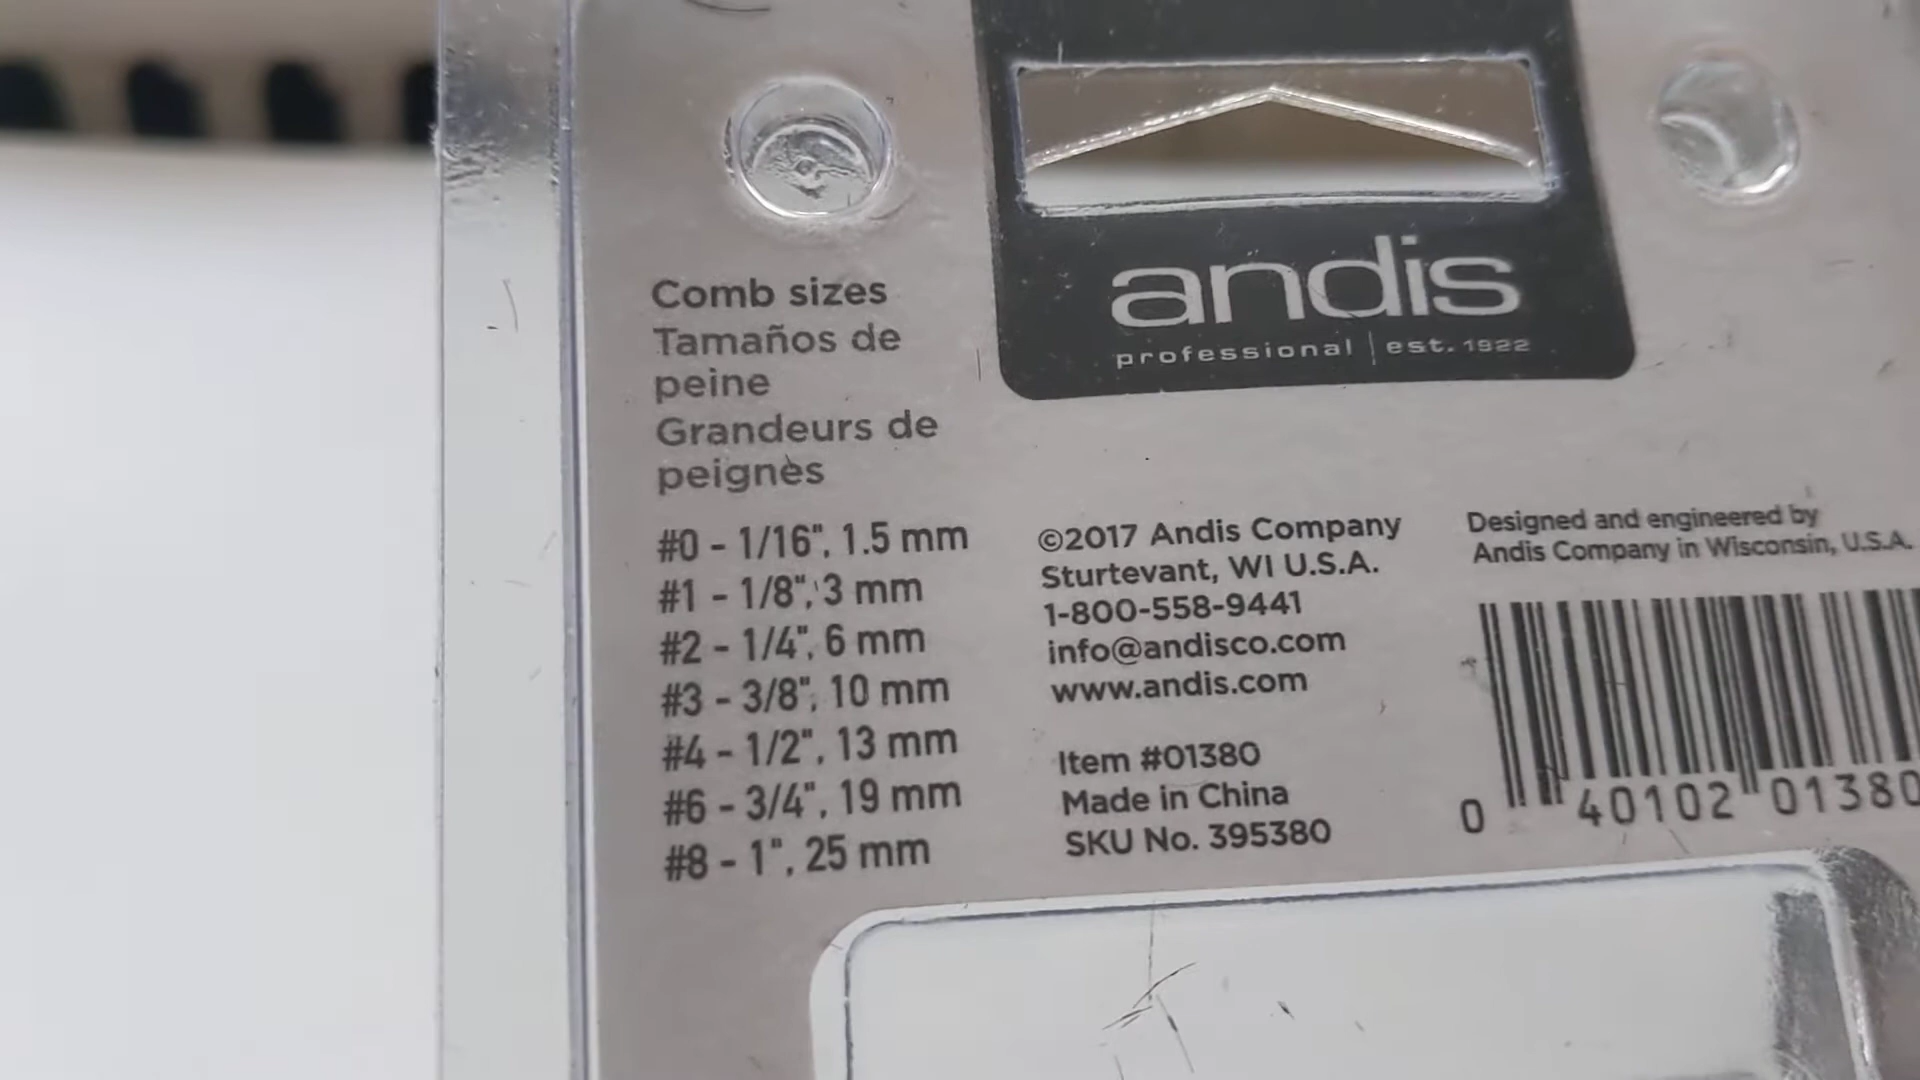 andis
professional | est. 1922
Comb sizes
Tamaños de
peine
Grandeurs de
peignes
#0 - 1/16", 1.5 mm
#1 - 1/8", 3 mm
#2 - 1/4", 6 mm
#3 - 3/8", 10 mm
#4 - 1/2", 13 mm
#6 - 3/4", 19 mm
#8 - 1", 25 mm
©2017 Andis Company
Sturtevant, WI U.S.A.
1-800-558-9441
info@andisco.com
www.andis.com
Item #01380
Made in China
SKU No. 395380
Designed and engineered by
Andis Company in Wisconsin, U.S.A.
0 40102 01380